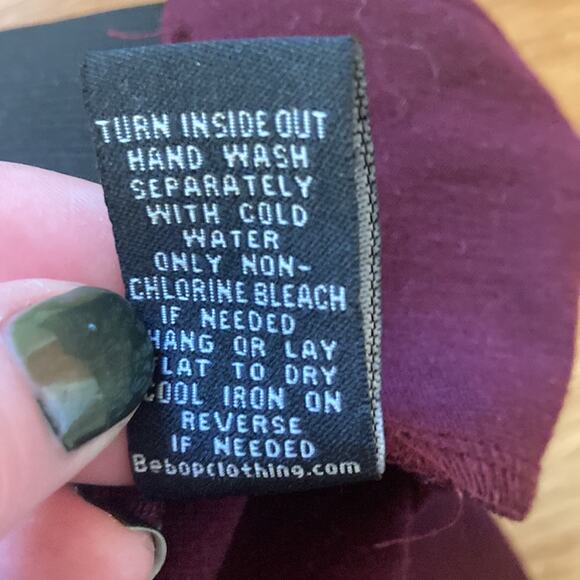 TURN INSIDE OUT
HAND WASH
SEPARATELY
WITH COLD
WATER
ONLY NON-
CHLORINE BLEACH
IF NEEDED
HANG OR LAY
FLAT TO DRY
COOL IRON ON
REVERSE
IF NEEDED
Bebopclothing.com